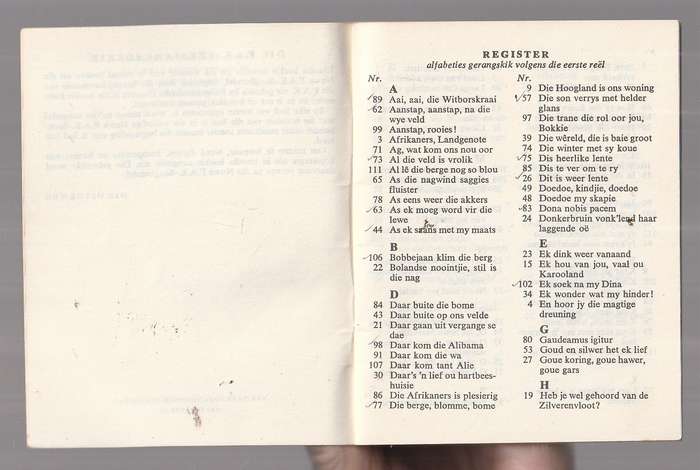 REGISTER
alfabeties gerangskik volgens die eerste reël
Nr.
A
89 Aai, aai, die Witborskraai
62 Aanstap, aanstap, na die
wye veld
99 Aanstap, rooies!
3 Afrikaners, Landgenote
71 Ag, wat kom ons nou oor
73 Al die veld is vrolik
111 Al lê die berge nog so blou
65 As die nagwind saggies
fluister
78 As eens weer die akkers
63 As ek moeg word vir die
lewe
44 As ek saans met my maats
B
106 Bobbejaan klim die berg
22 Bolandse noointjie, stil is
die nag
D
84 Daar buite die bome
43 Daar buite op ons velde
21 Daar gaan uit vergange se
dae
98 Daar kom die Alibama
91 Daar kom die wa
107 Daar kom tant Alie
30 Daar's 'n lief ou hartbees-
huisie
86 Die Afrikaners is plesierig
77 Die berge, blomme, bome
Nr.
9 Die Hoogland is ons woning
57 Die son verrys met helder
glans
97 Die trane die rol oor jou,
Bokkie
39 Die wêreld, die is baie groot
74 Die winter met sy koue
75 Dis heerlike lente
85 Dis te ver om te ry
26 Dit is weer lente
49 Doedoe, kindjie, doedoe
48 Doedoe my skapie
83 Dona nobis pacem
24 Donkerbruin vonk'lend haar
laggende oë
E
23 Ek dink weer vanaand
15 Ek hou van jou, vaal ou
Karooland
102 Ek soek na my Dina
34 Ek wonder wat my hinder!
4 En hoor jy die magtige
dreuning
G
80 Gaudeamus igitur
53 Goud en silwer het ek lief
27 Goue koring, goue hawer,
goue gars
H
19 Heb je wel gehoord van de
Zilverenvloot?